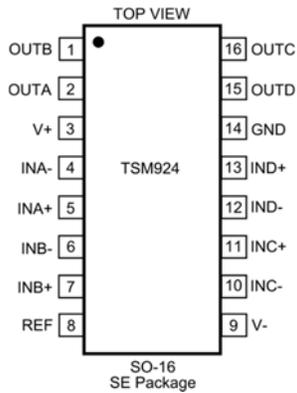 TOP VIEW
OUTB 1 16 OUTC
OUTA 2 15 OUTD
V+ 3 14 GND
INA- 4 TSM924 13 IND+
INA+ 5 12 IND-
INB- 6 11 INC+
INB+ 7 10 INC-
REF 8 9 V-
SO-16
SE Package